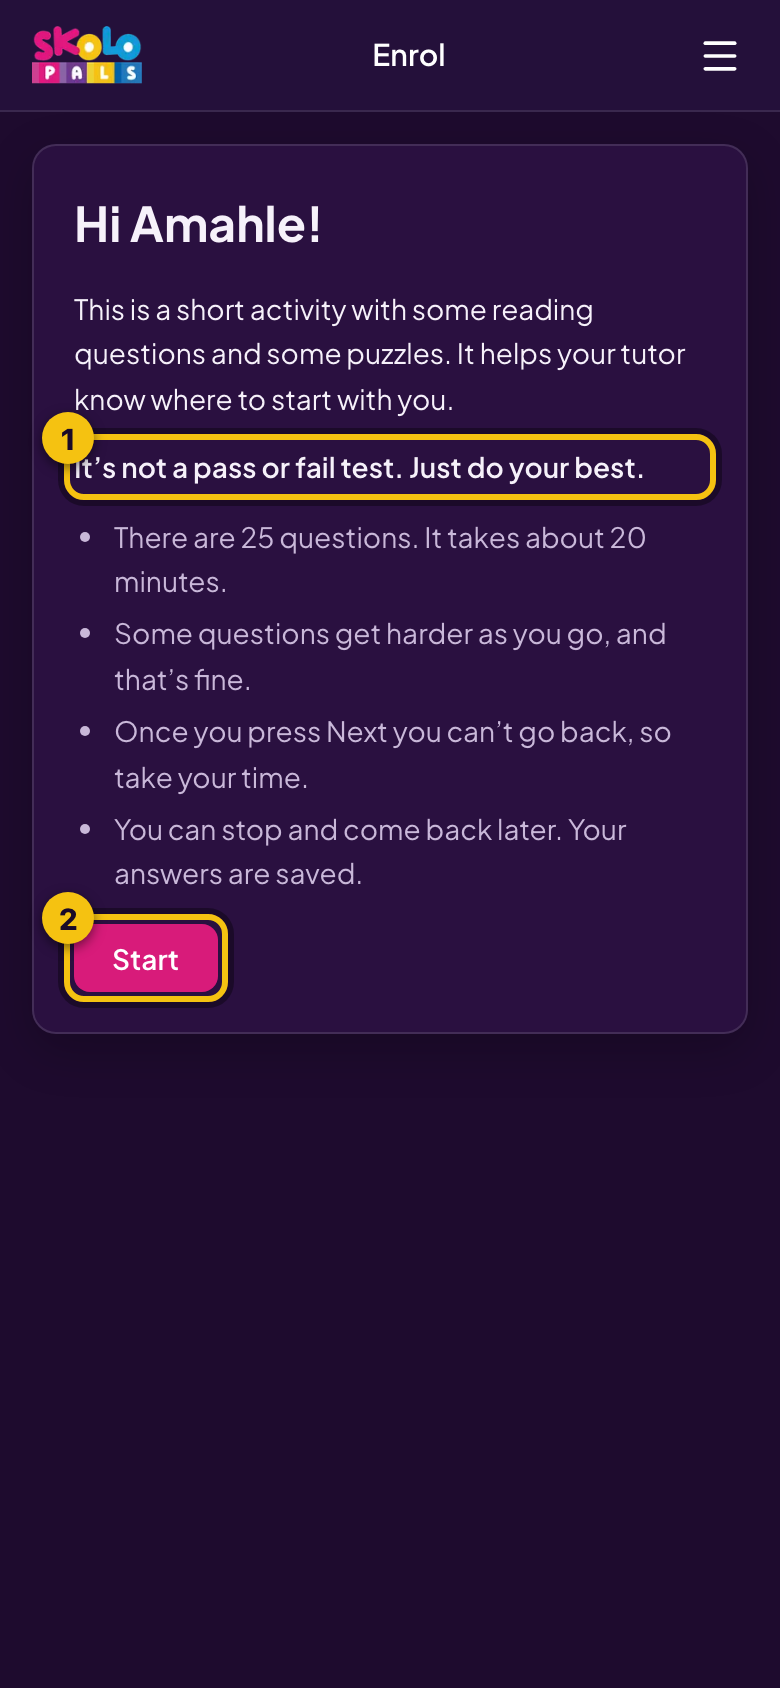 SKOLO
PALS
Enrol
Hi Amahle!
This is a short activity with some reading
questions and some puzzles. It helps your tutor
know where to start with you.
1
It’s not a pass or fail test. Just do your best.
There are 25 questions. It takes about 20
minutes.
Some questions get harder as you go, and
that’s fine.
Once you press Next you can’t go back, so
take your time.
You can stop and come back later. Your
answers are saved.
2
Start